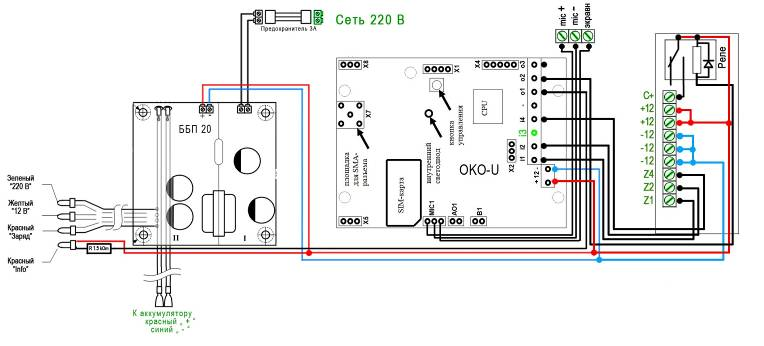 Сеть 220 В
Предохранитель 3А
mic +
mic -
экран
ББП 20
+
-
II
I
Зеленый
"220 В"
Желтый
"12 В"
Красный
"Заряд"
Красный
"Info"
К аккумулятору
красный „ + "
синий „ - "
X8
X1
X4
X7
площадка
для SMA-
разъема
внутренний
светодиод
кнопка
управления
CPU
OKO-U
SIM-карта
X5
MIC1
AO1
B1
X2
o3
o2
o1
-
i4
i3
i2
i1
+ 12 -
Реле
C+
+12
+12
-12
-12
-12
Z4
Z2
Z1